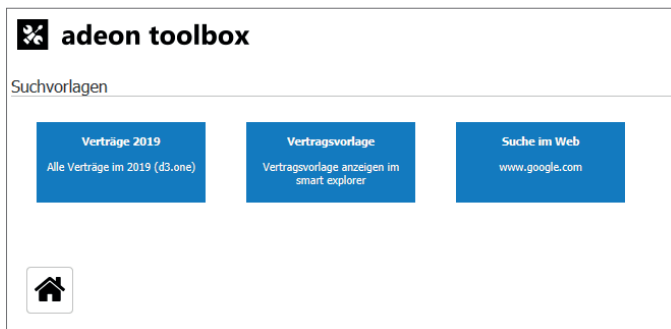 adeon toolbox
Suchvorlagen
Verträge 2019
Alle Verträge im 2019 (d3.one)
Vertragsvorlage
Vertragsvorlage anzeigen im
smart explorer
Suche im Web
www.google.com